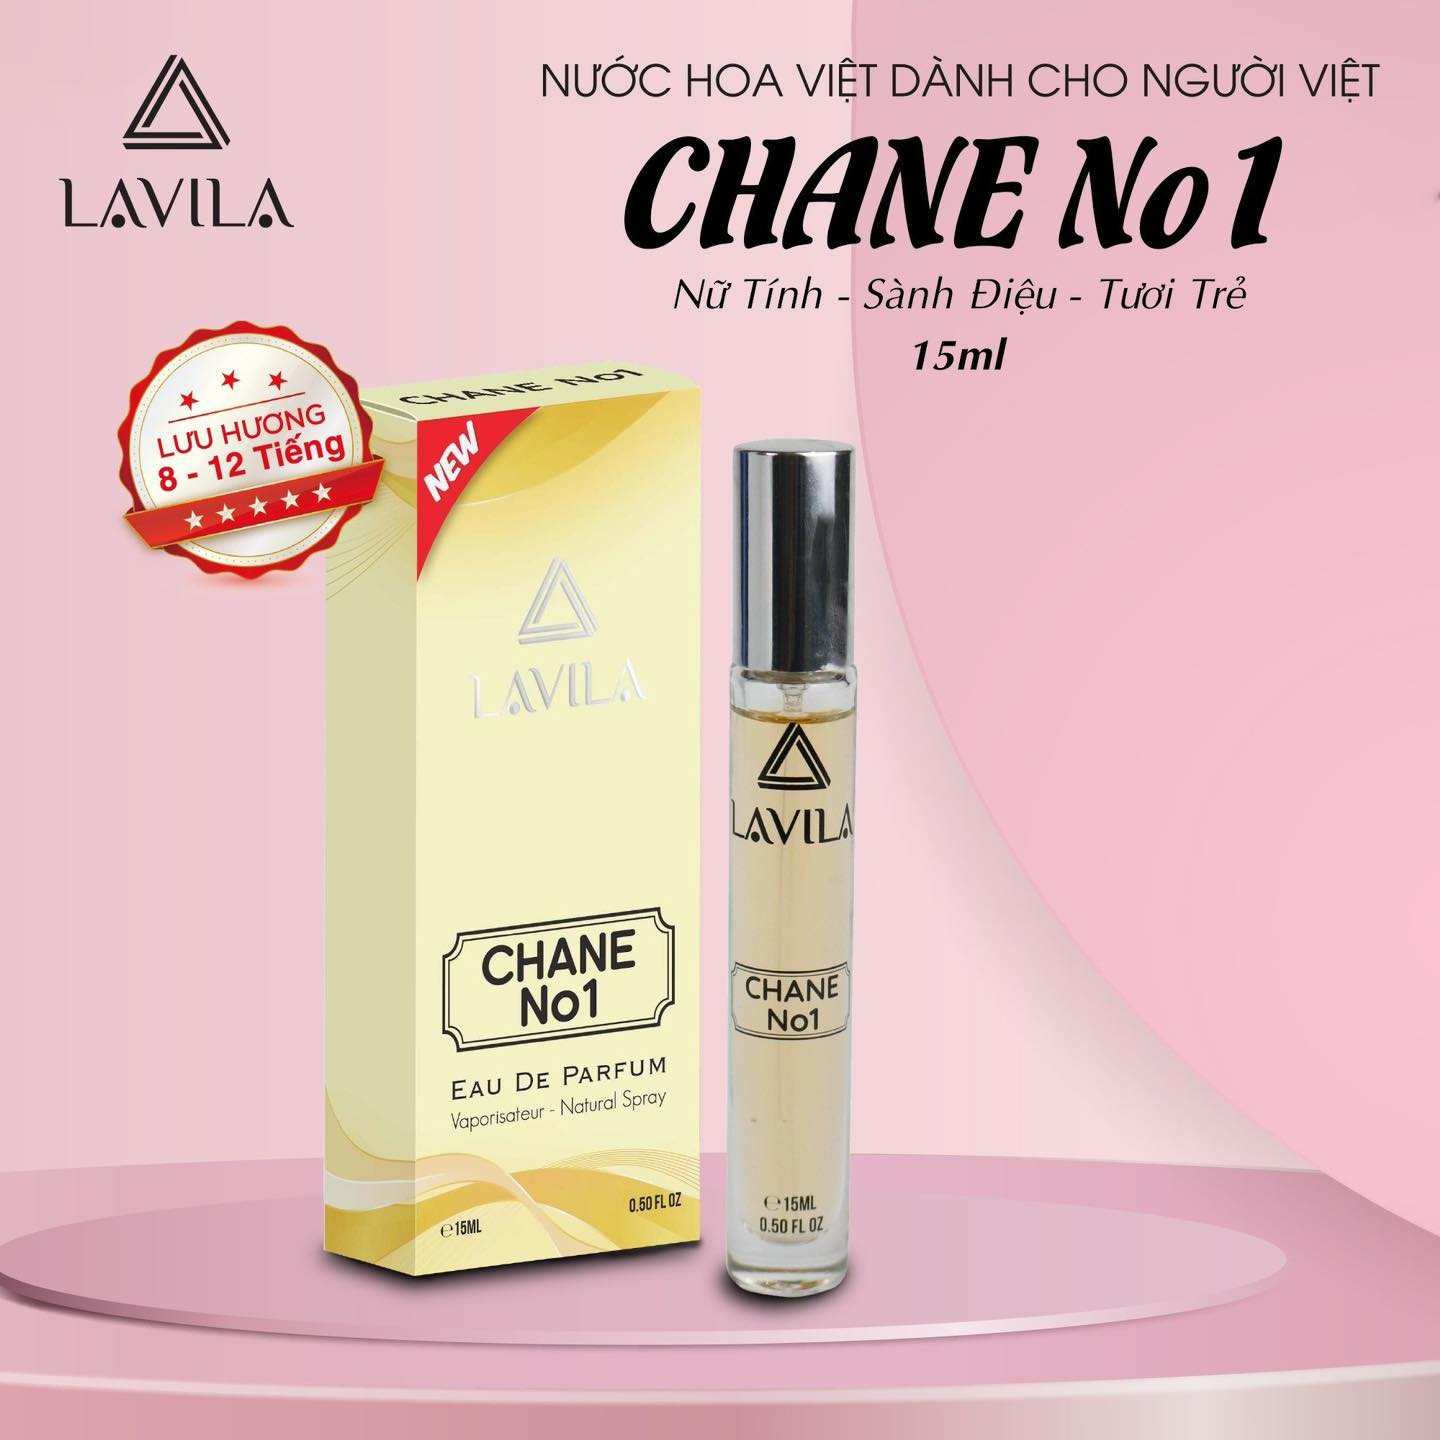 LAVILA
NƯỚC HOA VIỆT DÀNH CHO NGƯỜI VIỆT
CHANE No1
Nữ Tính - Sành Điệu - Tươi Trẻ
15ml
LƯU HƯƠNG
8 - 12 Tiếng
CHANE No1
NEW
LAVILA
CHANE
No1
EAU DE PARFUM
Vaporisateur - Natural Spray
℮15ML
0.50 FL OZ
LAVILA
CHANE
No1
℮15ML
0.50 FL OZ